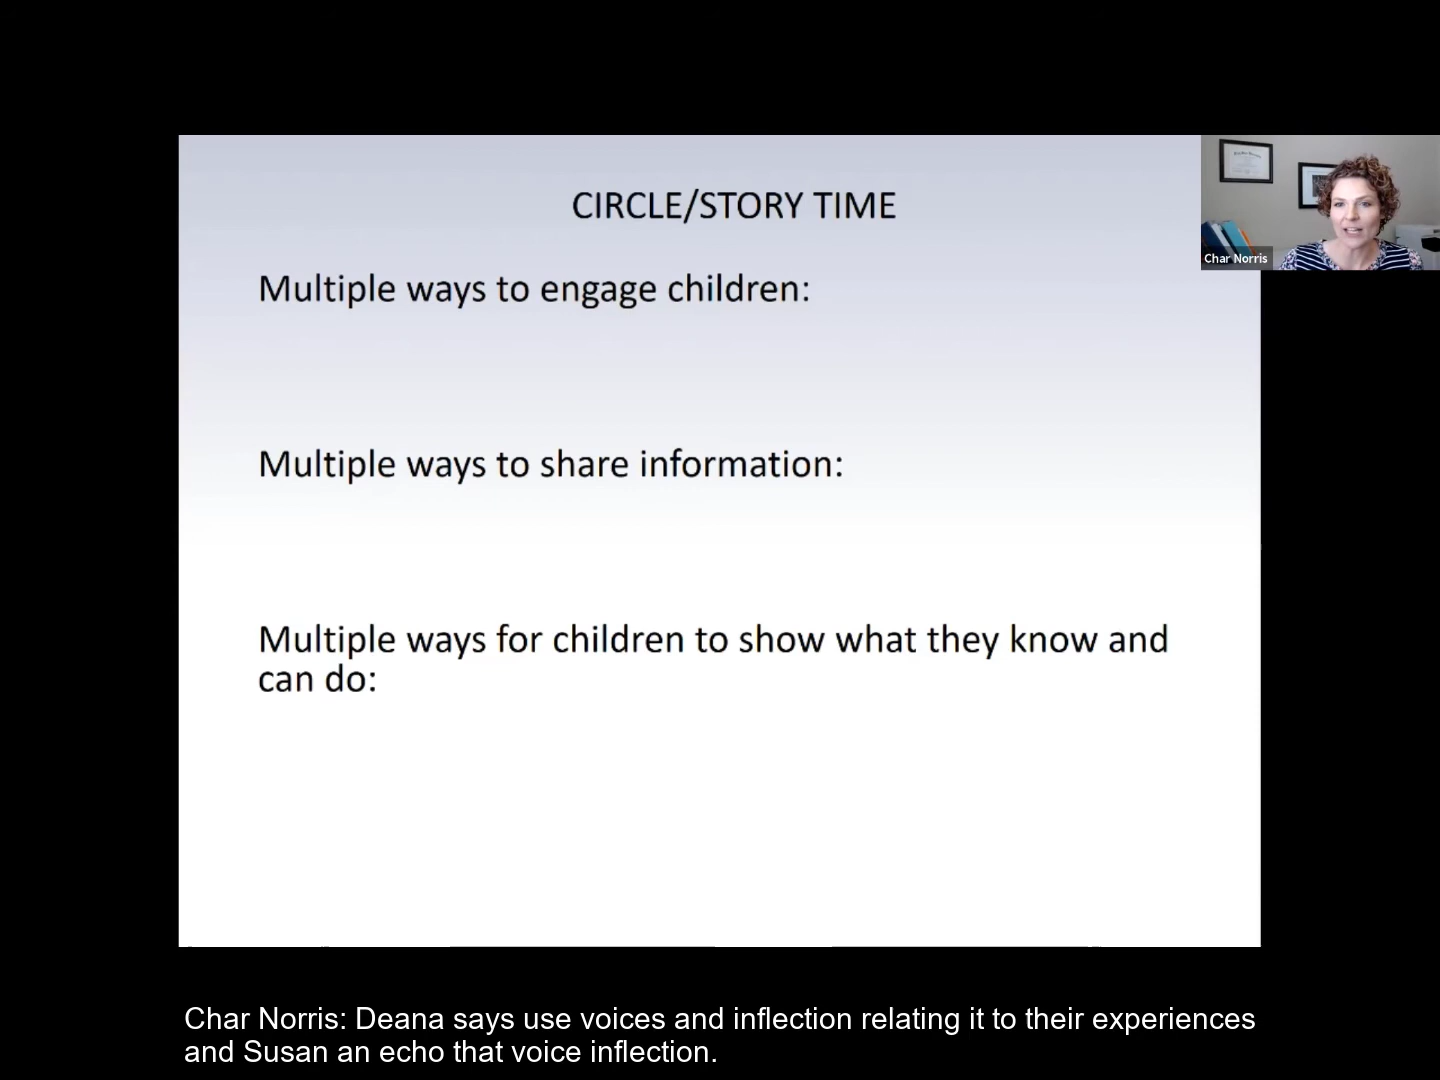 CIRCLE/STORY TIME
Char Norris
Multiple ways to engage children:
Multiple ways to share information:
Multiple ways for children to show what they know and
can do:
Char Norris: Deana says use voices and inflection relating it to their experiences
and Susan an echo that voice inflection.